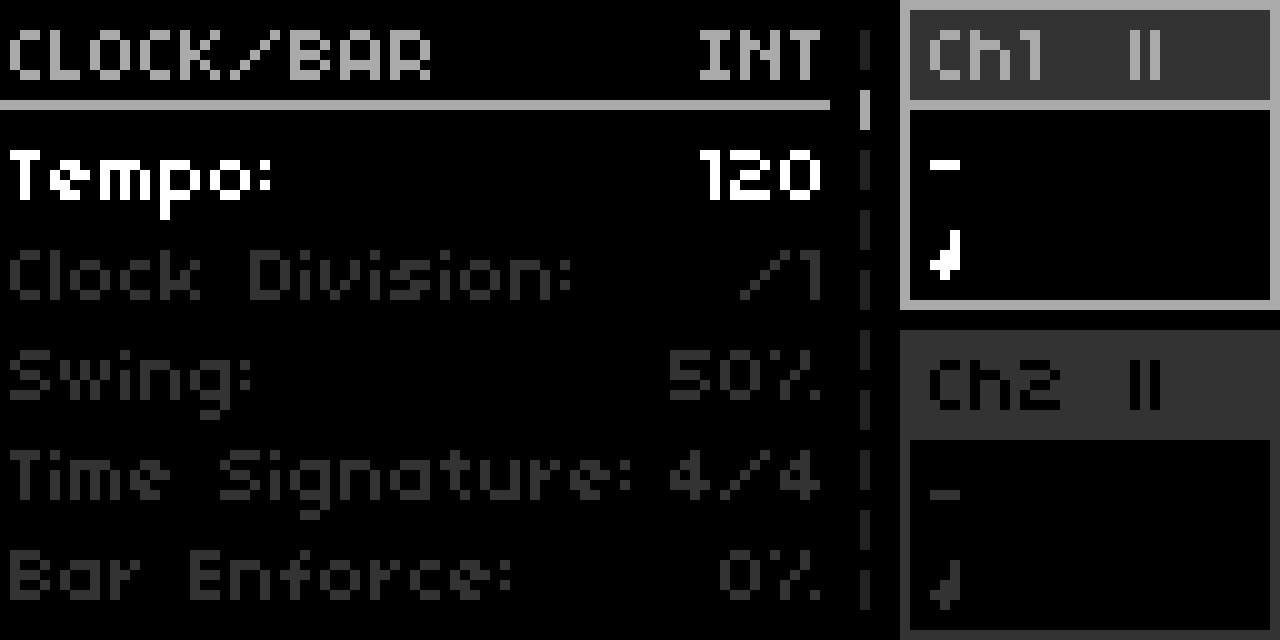 CLOCK/BAR INT
Tempo: 120
Clock Division: /1
Swing: 50%
Time Signature: 4/4
Bar Enforce: 0%
Ch1 II
-
Ch2 II
-